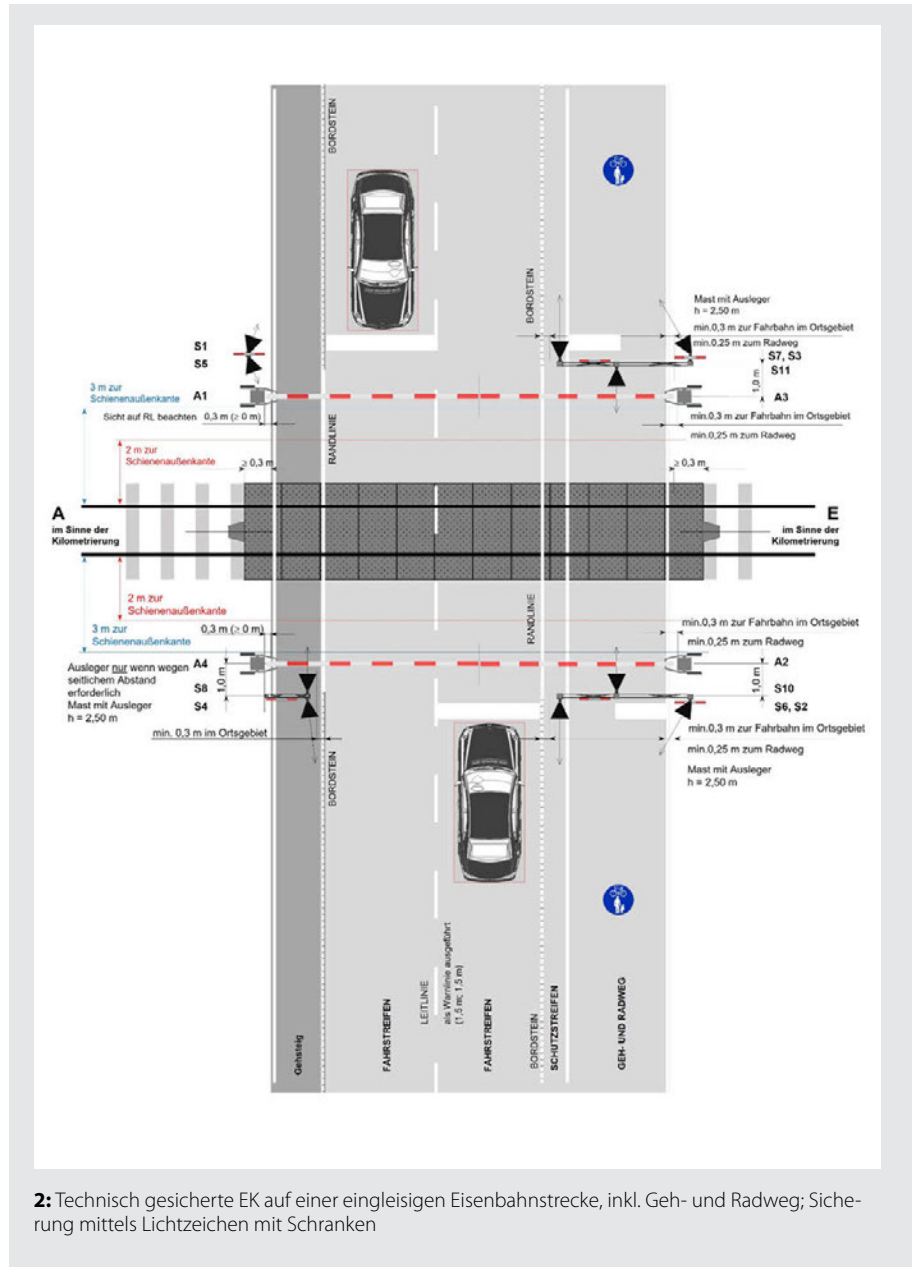 BORDSTEIN
BORDSTEIN
Mast mit Ausleger
h = 2,50 m
min.0,3 m zur Fahrbahn im Ortsgebiet
min.0,25 m zum Radweg
S1
S5
S7, S3
S11
1,0 m
3 m zur
Schienenaußenkante
A1
A3
Sicht auf RL beachten
0,3 m (≥ 0 m)
min.0,3 m zur Fahrbahn im Ortsgebiet
min.0,25 m zum Radweg
RANDLINIE
2 m zur
Schienenaußenkante
≥ 0,3 m
≥ 0,3 m
A
im Sinne der
Kilometrierung
E
im Sinne der
Kilometrierung
2 m zur
Schienenaußenkante
RANDLINIE
3 m zur
Schienenaußenkante
0,3 m (≥ 0 m)
min.0,3 m zur Fahrbahn im Ortsgebiet
min.0,25 m zum Radweg
Ausleger nur wenn wegen
seitlichem Abstand
erforderlich
Mast mit Ausleger
h = 2,50 m
A4
A2
1,0 m
1,0 m
S8
S4
S10
S6, S2
min. 0,3 m im Ortsgebiet
min.0,3 m zur Fahrbahn im Ortsgebiet
min.0,25 m zum Radweg
Mast mit Ausleger
h = 2,50 m
BORDSTEIN
Gehsteig
FAHRSTREIFEN
LEITLINIE
als Warnlinie ausgeführt
(1,5 m; 1,5 m)
FAHRSTREIFEN
BORDSTEIN
SCHUTZSTREIFEN
GEH- UND RADWEG
2: Technisch gesicherte EK auf einer eingleisigen Eisenbahnstrecke, inkl. Geh- und Radweg; Siche-
rung mittels Lichtzeichen mit Schranken